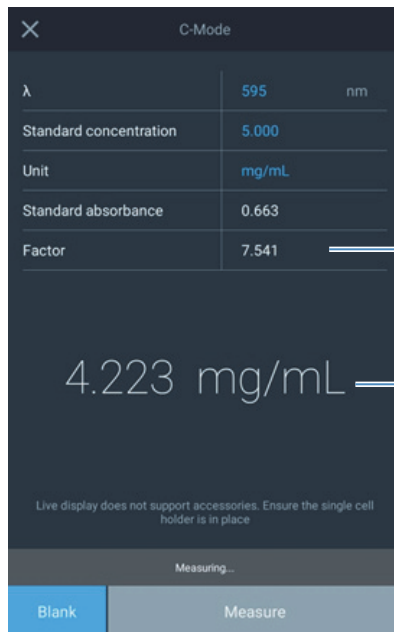 C-Mode
λ 595 nm
Standard concentration 5.000
Unit mg/mL
Standard absorbance 0.663
Factor 7.541
4.223 mg/mL
Live display does not support accessories. Ensure the single cell
holder is in place
Measuring...
Blank Measure